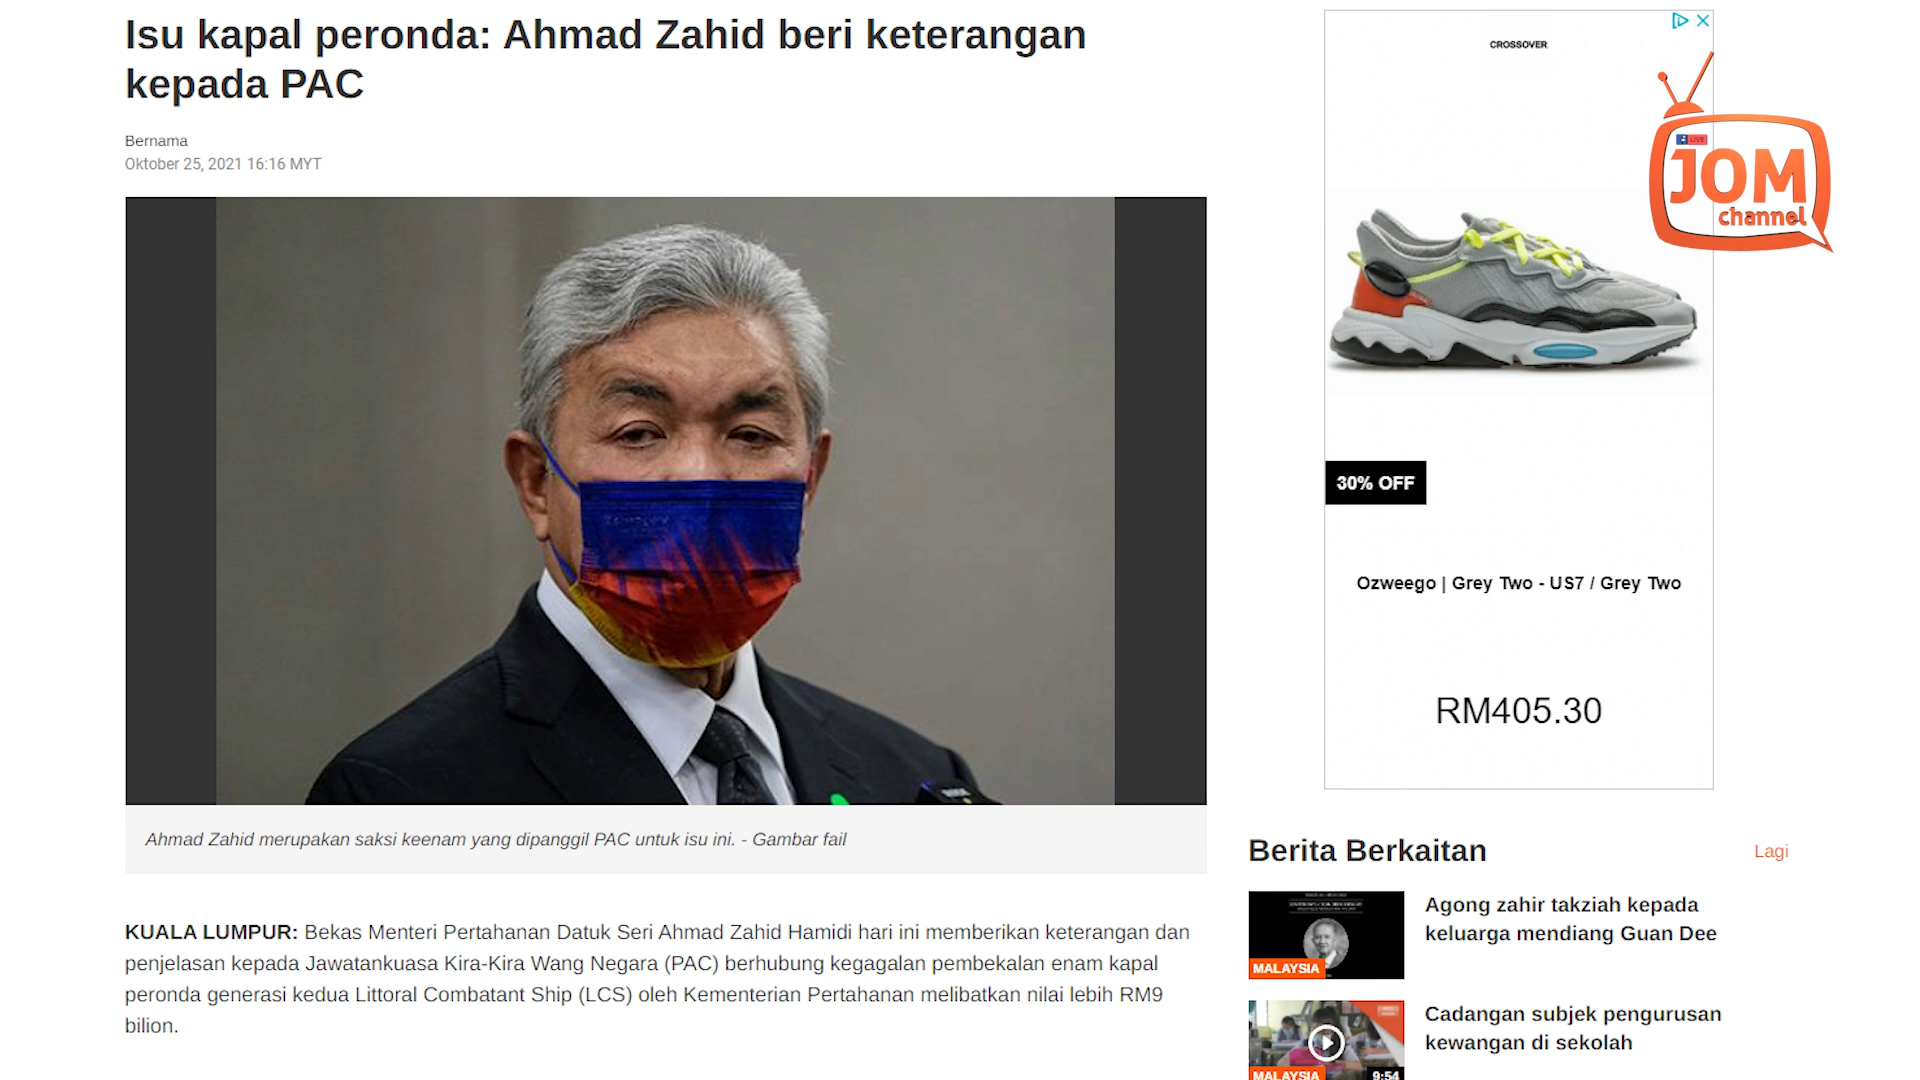 Isu kapal peronda: Ahmad Zahid beri keterangan
kepada PAC
Bernama
Oktober 25, 2021 16:16 MYT
Ahmad Zahid merupakan saksi keenam yang dipanggil PAC untuk isu ini. - Gambar fail
KUALA LUMPUR: Bekas Menteri Pertahanan Datuk Seri Ahmad Zahid Hamidi hari ini memberikan keterangan dan
penjelasan kepada Jawatankuasa Kira-Kira Wang Negara (PAC) berhubung kegagalan pembekalan enam kapal
peronda generasi kedua Littoral Combatant Ship (LCS) oleh Kementerian Pertahanan melibatkan nilai lebih RM9
bilion.
CROSSOVER
LIVE
JOM
channel
30% OFF
Ozweego | Grey Two - US7 / Grey Two
RM405.30
Berita Berkaitan
Lagi
MALAYSIA
Agong zahir takziah kepada
keluarga mendiang Guan Dee
MALAYSIA
9:54
Cadangan subjek pengurusan
kewangan di sekolah